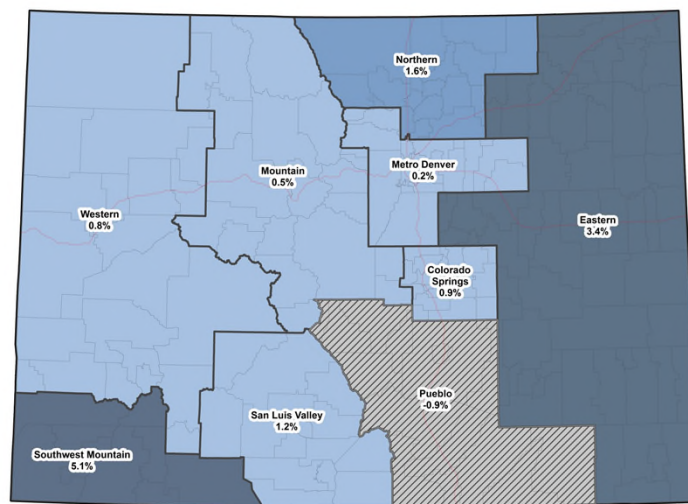 Northern
1.6%
Metro Denver
0.2%
Mountain
0.5%
Western
0.8%
Eastern
3.4%
Colorado
Springs
0.9%
Pueblo
-0.9%
San Luis Valley
1.2%
Southwest Mountain
5.1%